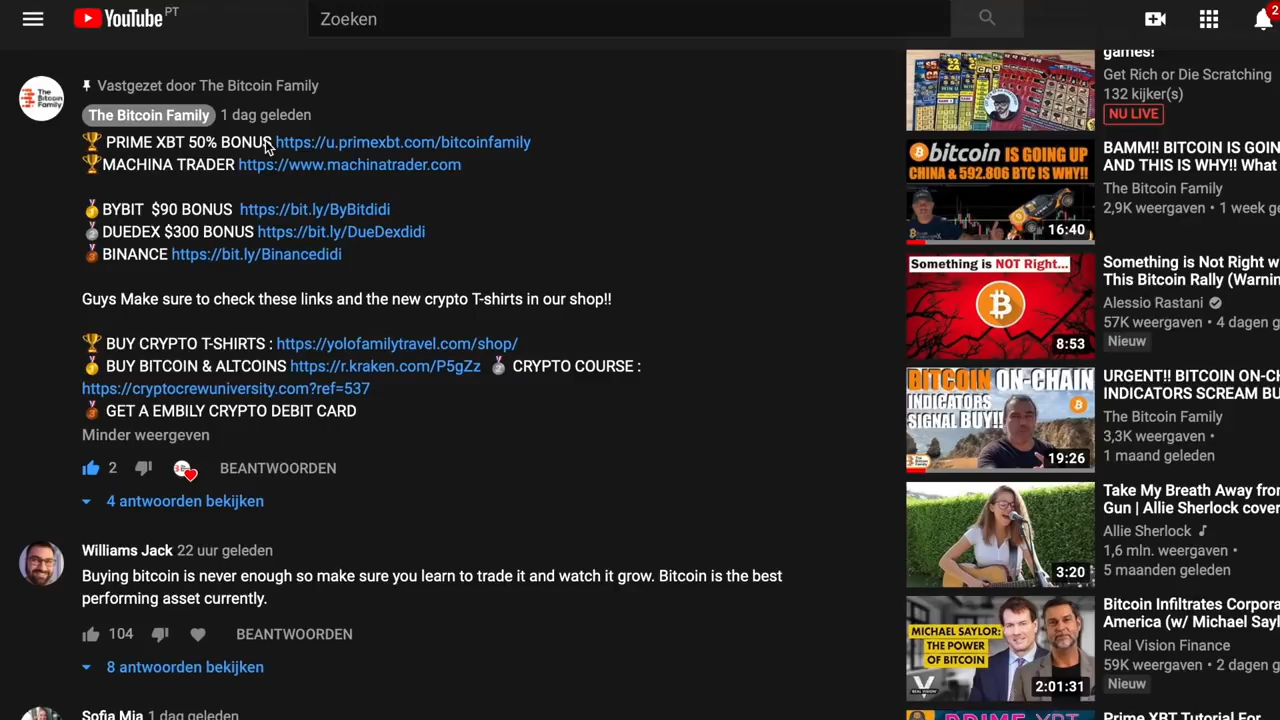 YouTube PT
Zoeken
2
Vastgezet door The Bitcoin Family
The Bitcoin Family 1 dag geleden
🏆 PRIME XBT 50% BONUS https://u.primexbt.com/bitcoinfamily
🏆MACHINA TRADER https://www.machinatrader.com
🥇BYBIT $90 BONUS https://bit.ly/ByBitdidi
🥈DUEDEX $300 BONUS https://bit.ly/DueDexdidi
🥉BINANCE https://bit.ly/Binancedidi
Guys Make sure to check these links and the new crypto T-shirts in our shop!!
🏆 BUY CRYPTO T-SHIRTS : https://yolofamilytravel.com/shop/
🥇 BUY BITCOIN & ALTCOINS https://r.kraken.com/P5gZz 🥈 CRYPTO COURSE :
https://cryptocrewuniversity.com?ref=537
🥉 GET A EMBILY CRYPTO DEBIT CARD
Minder weergeven
2 BEANTWOORDEN
4 antwoorden bekijken
Williams Jack 22 uur geleden
Buying bitcoin is never enough so make sure you learn to trade it and watch it grow. Bitcoin is the best
performing asset currently.
104 BEANTWOORDEN
8 antwoorden bekijken
Sofia Mia 1 dag geleden
games!
Get Rich or Die Scratching
132 kijker(s)
NU LIVE
bitcoin IS GOING UP
CHINA & 592.806 BTC IS WHY!!
16:40
BAMM!! BITCOIN IS GOIN
AND THIS IS WHY!! What
The Bitcoin Family
2,9K weergaven • 1 week ge
Something is NOT Right...
8:53
Something is Not Right w
This Bitcoin Rally (Warnin
Alessio Rastani
57K weergaven • 4 dagen g
Nieuw
BITCOIN ON-CHAIN
INDICATORS
SIGNAL BUY!!
19:26
URGENT!! BITCOIN ON-C
INDICATORS SCREAM BU
The Bitcoin Family
3,3K weergaven •
1 maand geleden
3:20
Take My Breath Away from
Gun | Allie Sherlock cover
Allie Sherlock
1,6 mln. weergaven •
5 maanden geleden
MICHAEL SAYLOR:
THE POWER
OF BITCOIN
REAL VISION
2:01:31
Bitcoin Infiltrates Corpora
America (w/ Michael Sayl
Real Vision Finance
59K weergaven • 2 dagen g
Nieuw
PRIME XBT
Prime XBT Tutorial For